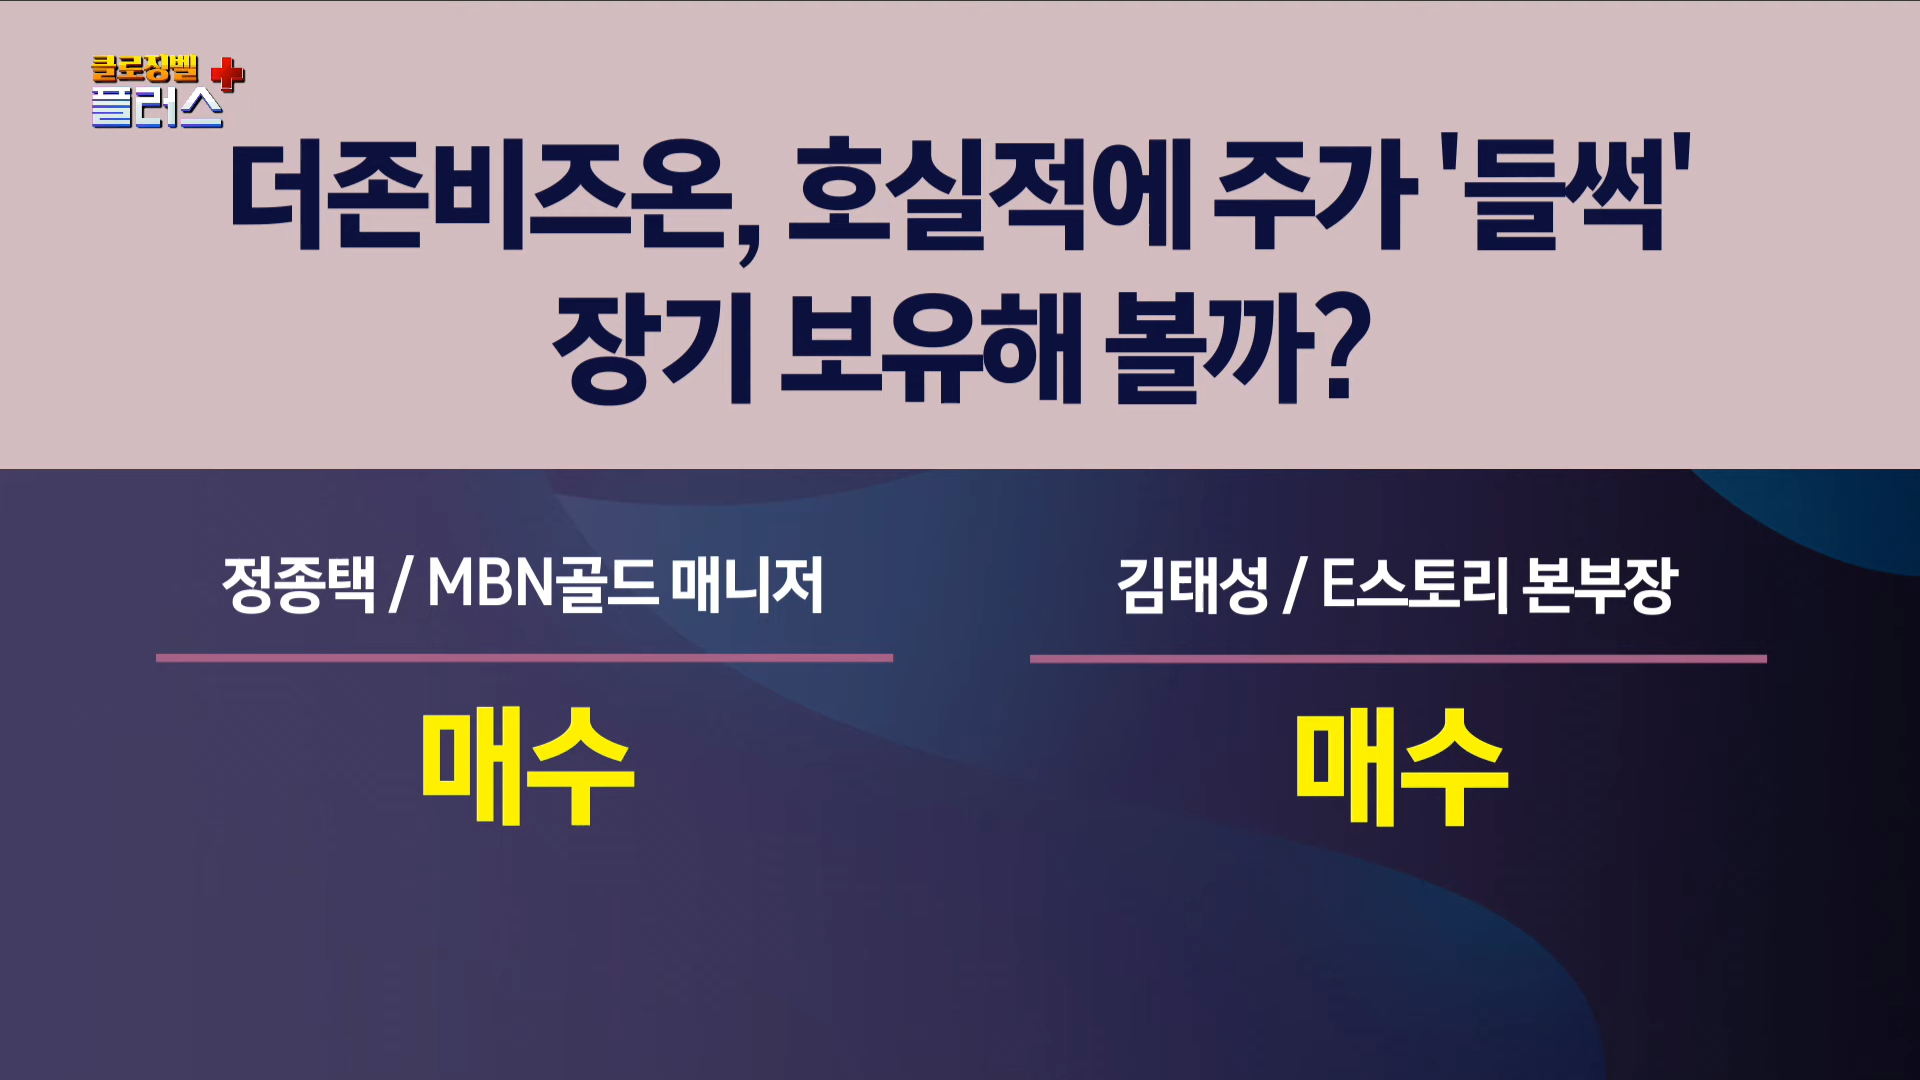 클로징벨
플러스+
더존비즈온, 호실적에 주가 '들썩'
장기 보유해 볼까?
정종택 / MBN골드 매니저
김태성 / E스토리 본부장
매수
매수